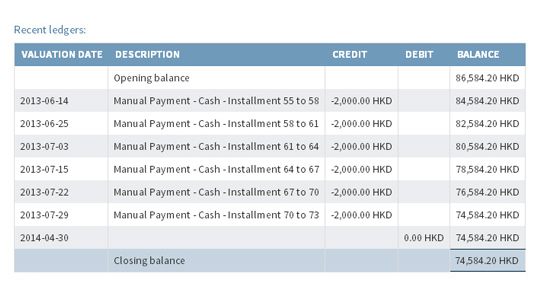 Recent ledgers:
VALUATION DATE DESCRIPTION CREDIT DEBIT BALANCE
Opening balance 86,584.20 HKD
2013-06-14 Manual Payment - Cash - Installment 55 to 58 -2,000.00 HKD 84,584.20 HKD
2013-06-25 Manual Payment - Cash - Installment 58 to 61 -2,000.00 HKD 82,584.20 HKD
2013-07-03 Manual Payment - Cash - Installment 61 to 64 -2,000.00 HKD 80,584.20 HKD
2013-07-15 Manual Payment - Cash - Installment 64 to 67 -2,000.00 HKD 78,584.20 HKD
2013-07-22 Manual Payment - Cash - Installment 67 to 70 -2,000.00 HKD 76,584.20 HKD
2013-07-29 Manual Payment - Cash - Installment 70 to 73 -2,000.00 HKD 74,584.20 HKD
2014-04-30 0.00 HKD 74,584.20 HKD
Closing balance 74,584.20 HKD